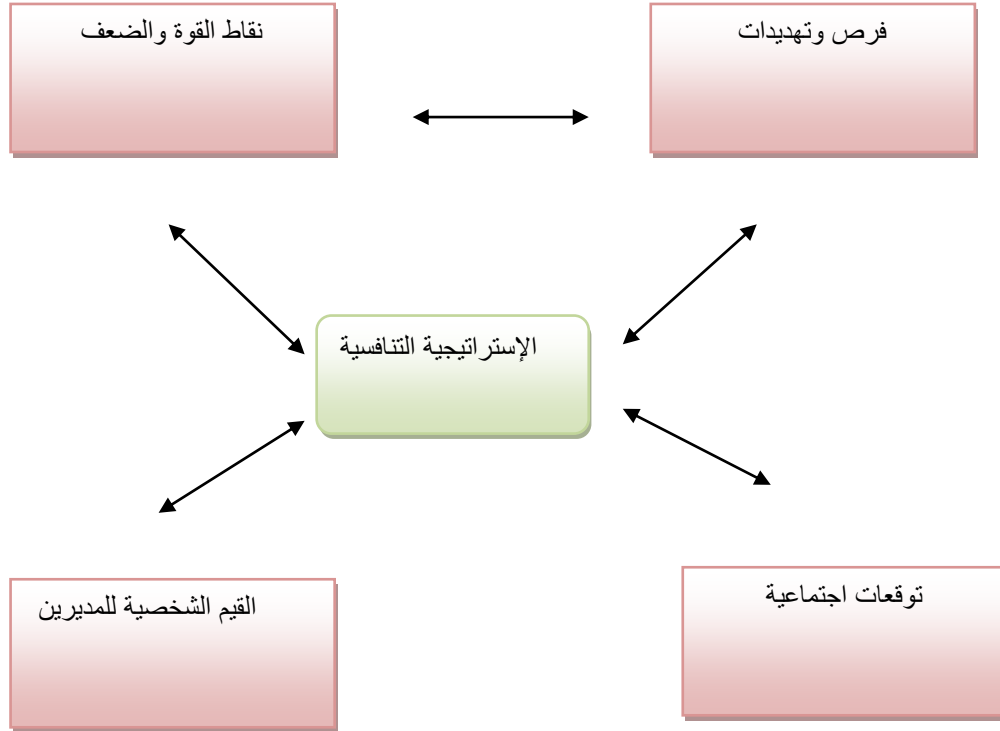 فرص وتهديدات
نقاط القوة والضعف
الإستراتيجية التنافسية
توقعات اجتماعية
القيم الشخصية للمديرين